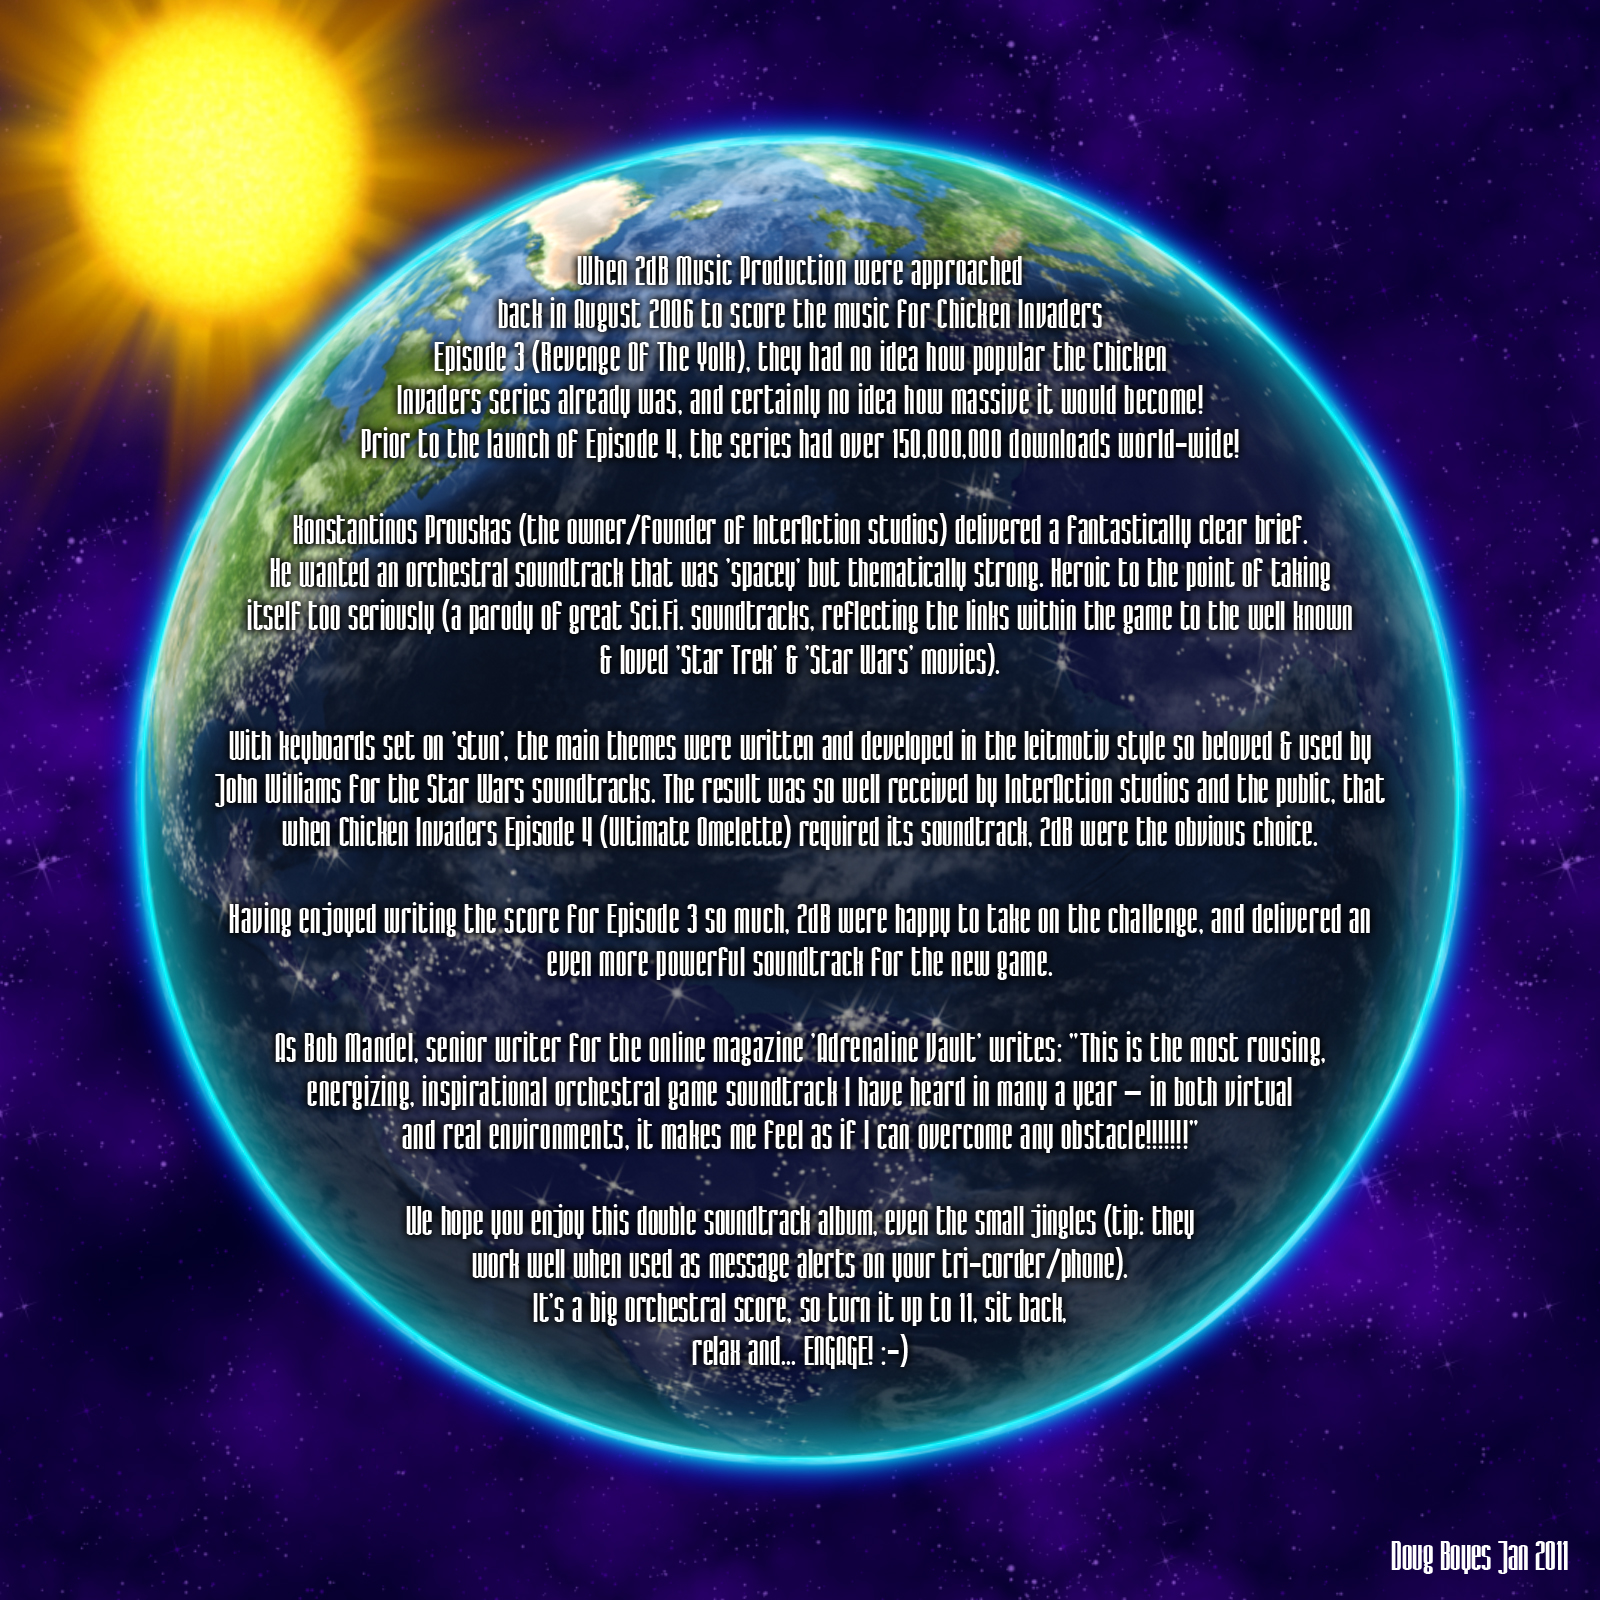 When 2dB Music Production were approached
back in August 2006 to score the music for Chicken Invaders
Episode 3 (Revenge Of The Yolk), they had no idea how popular the Chicken
Invaders series already was, and certainly no idea how massive it would become!
Prior to the launch of Episode 4, the series had over 150,000,000 downloads world-wide!
Konstantinos Prouskas (the owner/founder of InterAction studios) delivered a fantastically clear brief.
He wanted an orchestral soundtrack that was 'spacey' but thematically strong. Heroic to the point of taking
itself too seriously (a parody of great Sci.Fi. soundtracks, reflecting the links within the game to the well known
& loved 'Star Trek' & 'Star Wars' movies).
With keyboards set on 'stun', the main themes were written and developed in the leitmotiv style so beloved & used by
John Williams for the Star Wars soundtracks. The result was so well received by InterAction studios and the public, that
when Chicken Invaders Episode 4 (Ultimate Omelette) required its soundtrack, 2dB were the obvious choice.
Having enjoyed writing the score for Episode 3 so much, 2dB were happy to take on the challenge, and delivered an
even more powerful soundtrack for the new game.
As Bob Mandel, senior writer for the online magazine 'Adrenaline Vault' writes: "This is the most rousing,
energizing, inspirational orchestral game soundtrack I have heard in many a year – in both virtual
and real environments, it makes me feel as if I can overcome any obstacle!!!!!!!"
We hope you enjoy this double soundtrack album, even the small jingles (tip: they
work well when used as message alerts on your tri-corder/phone).
It's a big orchestral score, so turn it up to 11, sit back,
relax and... ENGAGE! :-)
Doug Boyes Jan 2011